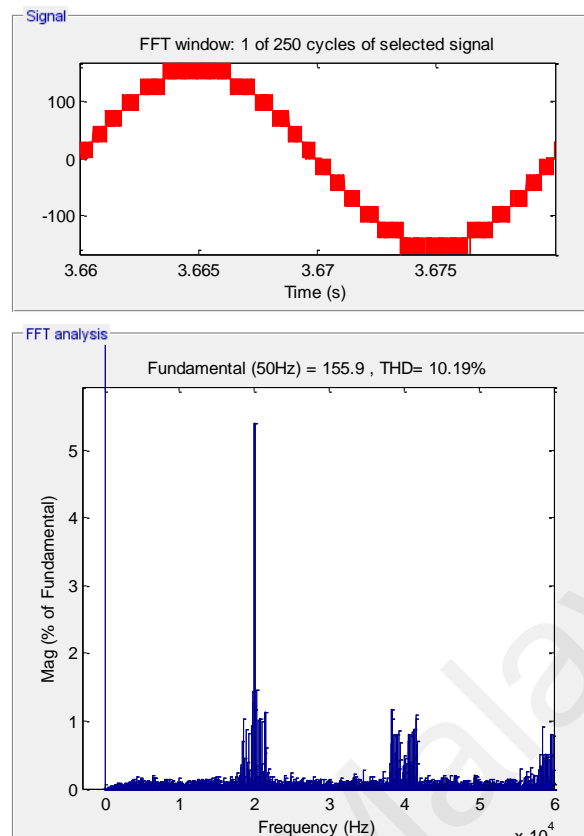 Signal
FFT window: 1 of 250 cycles of selected signal
100
0
-100
3.66 3.665 3.67 3.675
Time (s)
FFT analysis
Fundamental (50Hz) = 155.9 , THD= 10.19%
5
4
3
2
1
0
Mag (% of Fundamental)
0 1 2 3 4 5 6
Frequency (Hz)
x 10^4
Malay